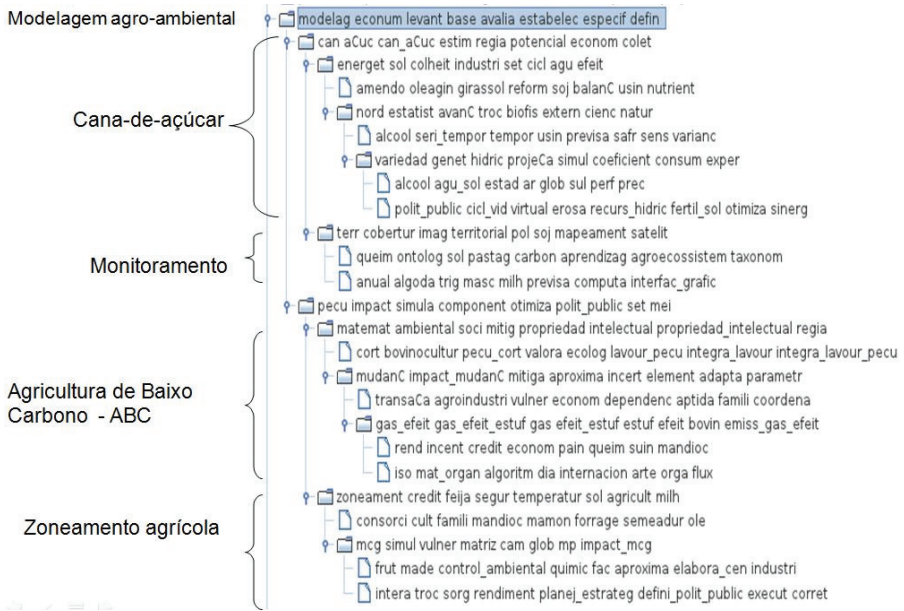 Modelagem agro-ambiental
modelag econum levant base avalia estabelec especif defin
can aCuc can_aCuc estim regia potencial econom colet
energet sol colheit industri set cicl agu efeit
amendo oleagin girassol reform soj balanC usin nutrient
Cana-de-açúcar
nord estatist avanC troc biofis extern cienc natur
alcool seri_tempor tempor usin previsa safr sens varianc
variedad genet hidric projeCa simul coeficient consum exper
alcool agu_sol estad ar glob sul perf prec
polit_public cicl_vid virtual erosa recurs_hidric fertil_sol otimiza sinerg
terr cobertur imag territorial pol soj mapeament satelit
Monitoramento
queim ontolog sol pastag carbon aprendizag agroecossistem taxonom
anual algoda trig masc milh previsa computa interfac_grafic
pecu impact simula component otimiza polit_public set mei
matemat ambiental soci mitig propriedad intelectual propriedad_intelectual regia
cort bovinocultur pecu_cort valora ecolog lavour_pecu integra_lavour integra_lavour_pecu
Agricultura de Baixo
Carbono - ABC
mudanC impact_mudanC mitiga aproxima incert element adapta parametr
transaCa agroindustri vulner econom dependenc aptida famili coordena
gas_efeit gas_efeit_estuf gas efeit_estuf estuf efeit bovin emiss_gas_efeit
rend incent credit econom pain queim suin mandioc
iso mat_organ algoritm dia internacion arte orga flux
zoneament credit feija segur temperatur sol agricult milh
Zoneamento agrícola
consorci cult famili mandioc mamon forrage semeadur ole
mcg simul vulner matriz cam glob mp impact_mcg
frut made control_ambiental quimic fac aproxima elabora_cen industri
intera troc sorg rendiment planej_estrateg defini_polit_public execut corret